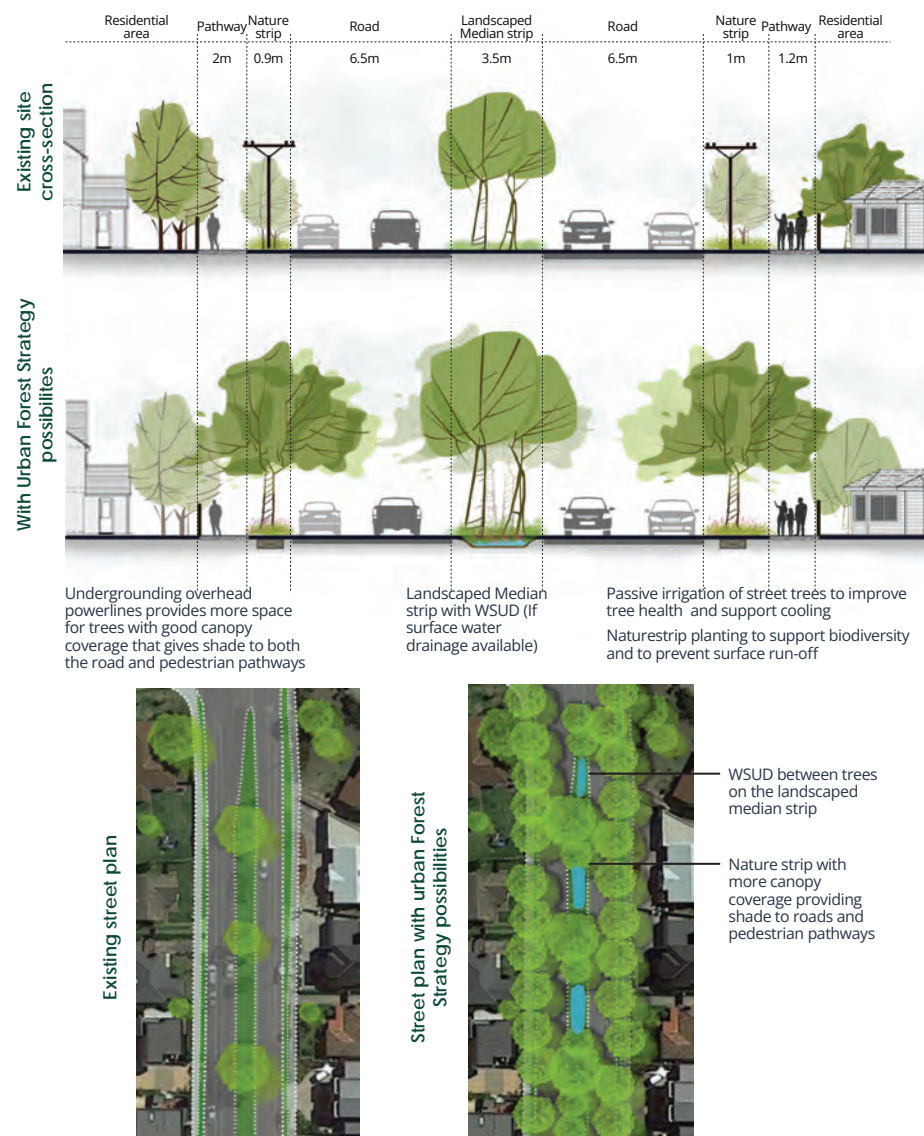 Residential
area
Pathway
Nature
strip
Road
Landscaped
Median strip
Road
Nature
strip
Pathway
Residential
area
2m
0.9m
6.5m
3.5m
6.5m
1m
1.2m
Existing site
cross-section
With Urban Forest Strategy
possibilites
Undergrounding overhead
powerlines provides more space
for trees with good canopy
coverage that gives shade to both
the road and pedestrian pathways
Landscaped Median
strip with WSUD (If
surface water
drainage available)
Passive irrigation of street trees to improve
tree health and support cooling
Naturestrip planting to support biodiversity
and to prevent surface run-off
Existing street plan
Street plan with urban Forest
Strategy possibilities
WSUD between trees
on the landscaped
median strip
Nature strip with
more canopy
coverage providing
shade to roads and
pedestrian pathways